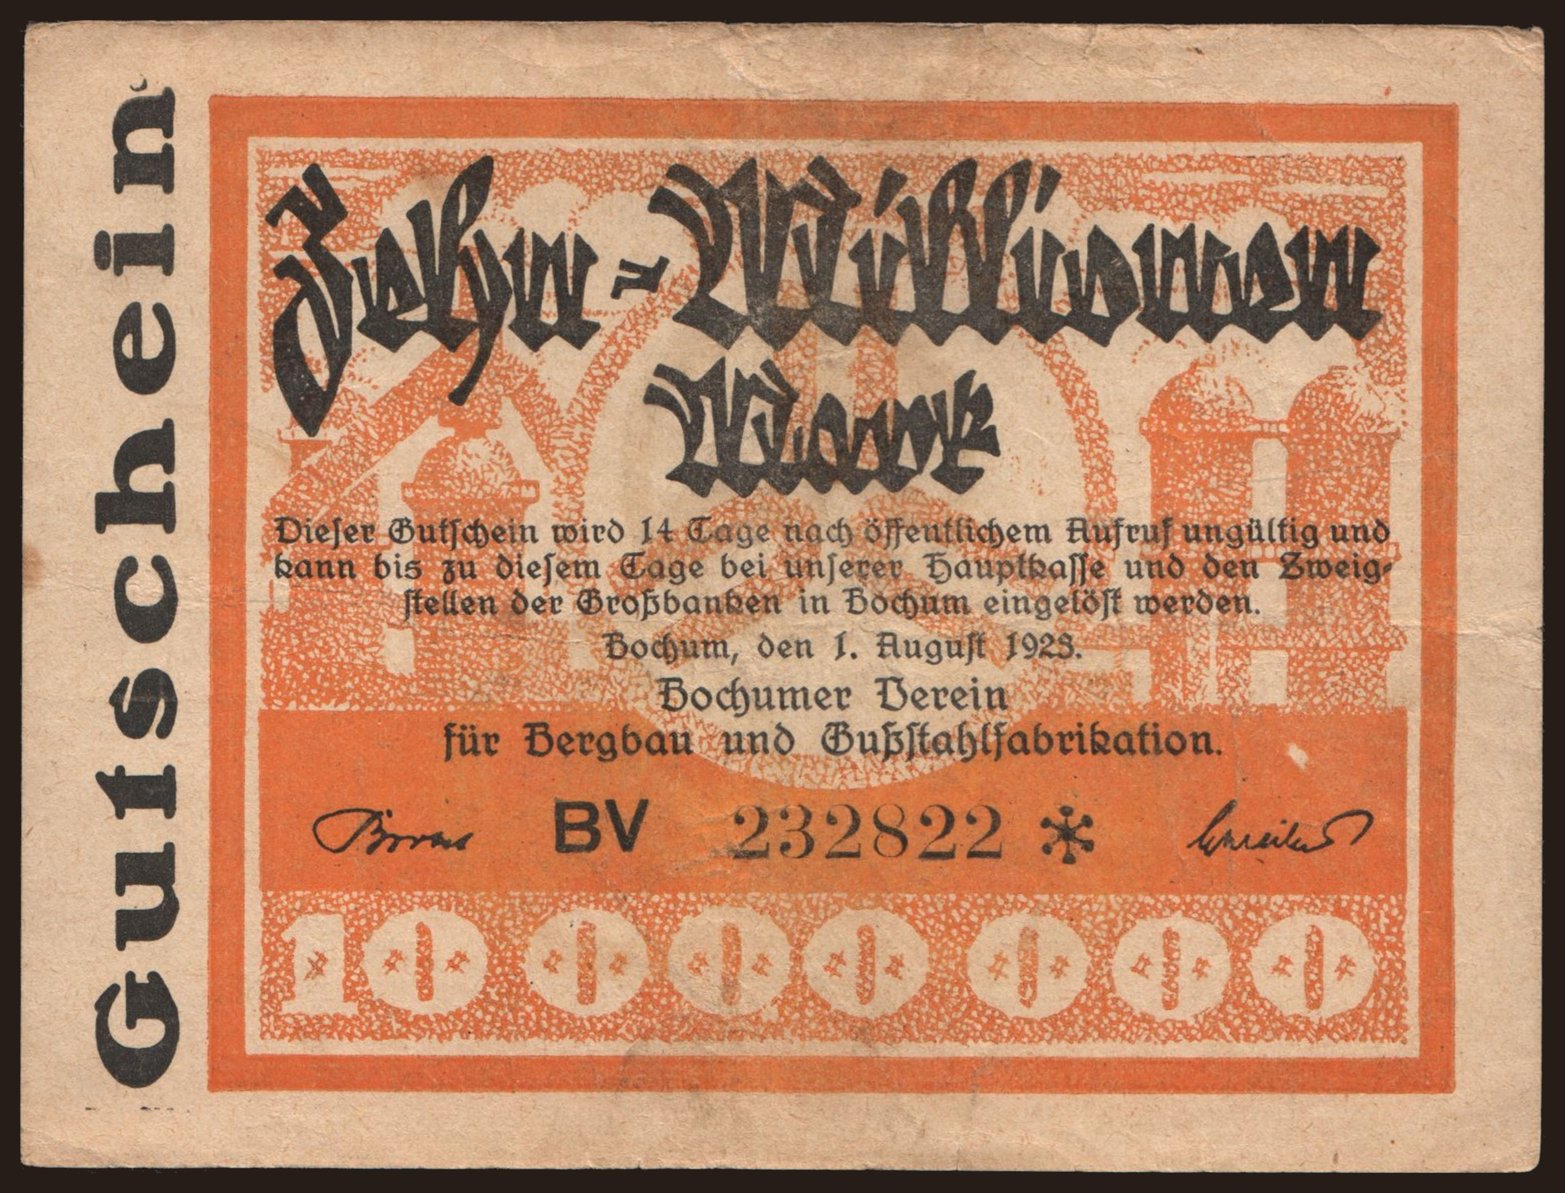 Gutschein
Zehn-Millionen
Mark
Dieser Gutschein wird 14 Tage nach öffentlichem Aufruf ungültig und
kann bis zu diesem Tage bei unserer Hauptkasse und den Zweig-
stellen der Großbanken in Bochum eingelöst werden.
Bochum, den 1. August 1923.
Bochumer Verein
für Bergbau und Gußstahlfabrikation.
BV 232822 *
10000000